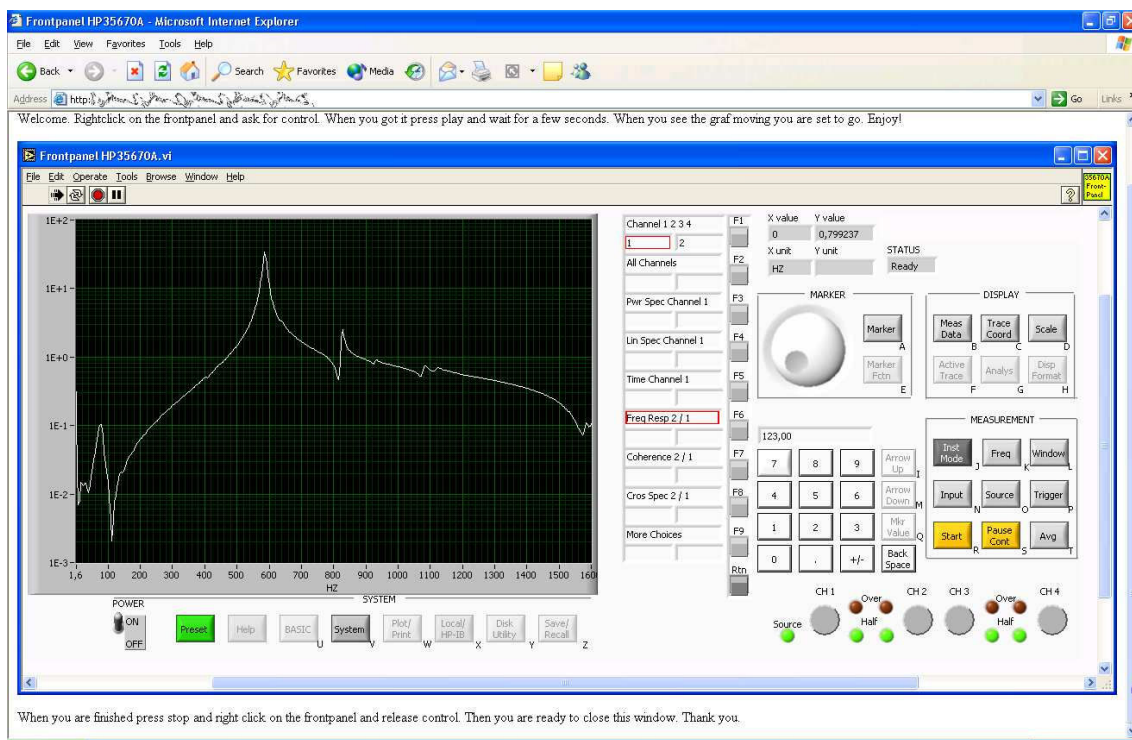 Frontpanel HP35670A - Microsoft Internet Explorer
File Edit View Favorites Tools Help
Back Search Favorites Media
Address http: Go Links
Welcome. Rightclick on the frontpanel and ask for control. When you got it press play and wait for a few seconds. When you see the graf moving you are set to go. Enjoy!
Frontpanel HP35670A.vi
File Edit Operate Tools Browse Window Help
35670A
Front-
Panel
1E+2
1E+1
1E+0
1E-1
1E-2
1E-3
1,6 100 200 300 400 500 600 700 800 900 1000 1100 1200 1300 1400 1500 1600
HZ
Channel 1 2 3 4 F1
1 2
All Channels F2
Pwr Spec Channel 1 F3
Lin Spec Channel 1 F4
Time Channel 1 F5
Freq Resp 2 / 1 F6
Coherence 2 / 1 F7
Cros Spec 2 / 1 F8
More Choices F9
Rtn
X value Y value
0 0,799237
X unit Y unit STATUS
HZ Ready
MARKER
Marker A
Marker Fctn E
DISPLAY
Meas Data B Trace Coord C Scale D
Active Trace F Analys G Disp Format H
123,00
7 8 9 Arrow Up I
4 5 6 Arrow Down M
1 2 3 Mkr Value Q
0 . +/- Back Space
MEASUREMENT
Inst Mode J Freq K Window L
Input N Source O Trigger P
Start R Pause Cont S Avg T
POWER
ON
OFF
SYSTEM
Preset Help BASIC U System V Plot/ Print W Local/ HP-IB X Disk Utility Y Save/ Recall Z
CH 1 CH 2 CH 3 CH 4
Over Over
Source Half Half
When you are finished press stop and right click on the frontpanel and release control. Then you are ready to close this window. Thank you.